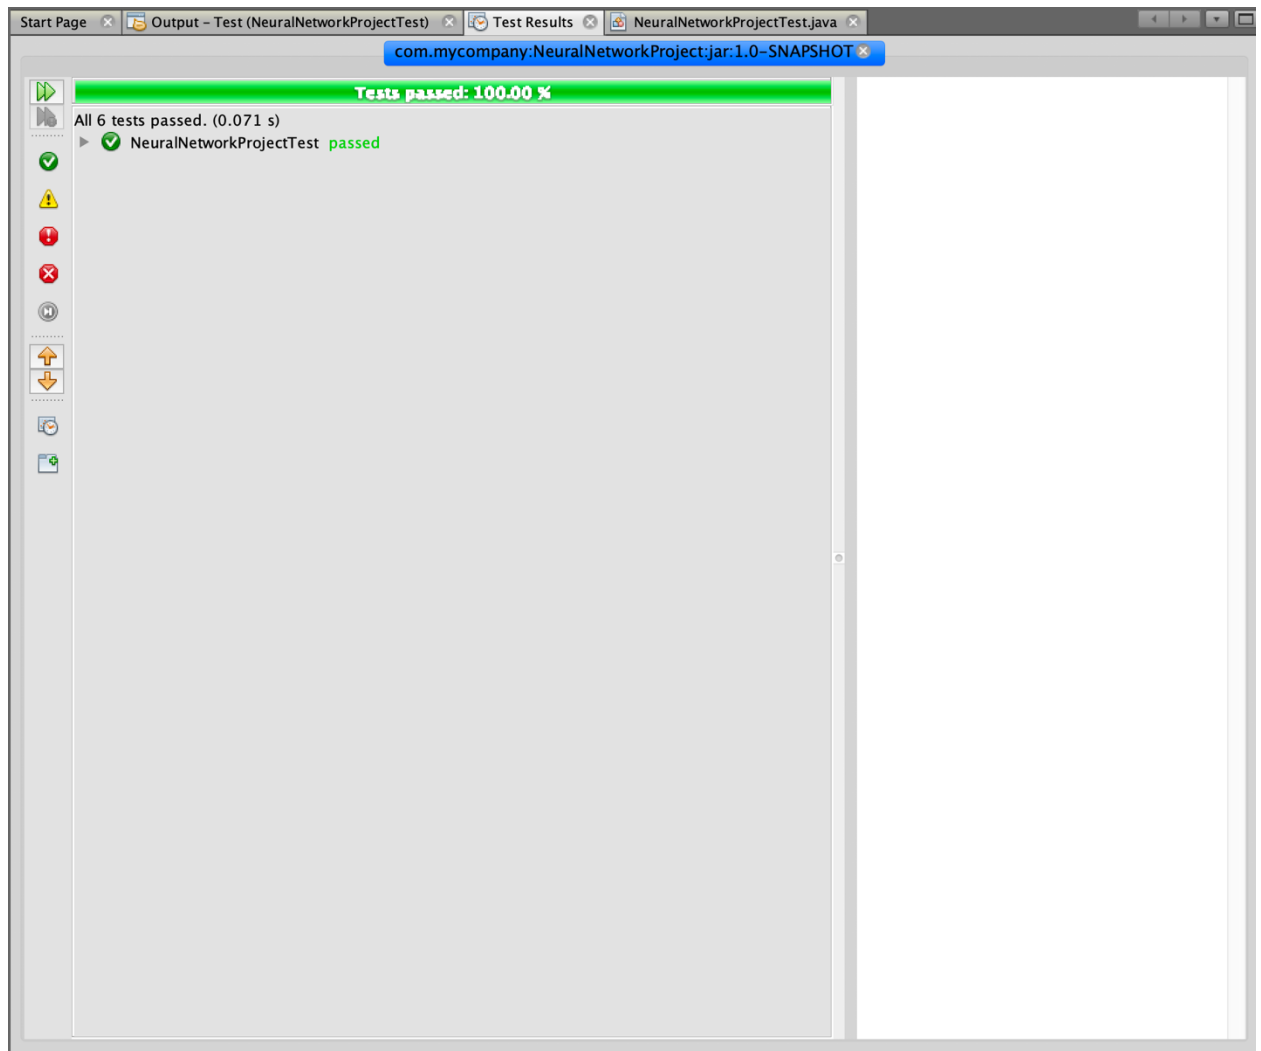 Start Page Output – Test (NeuralNetworkProjectTest) Test Results NeuralNetworkProjectTest.java
com.mycompany:NeuralNetworkProject:jar:1.0-SNAPSHOT
Tests passed: 100.00 %
All 6 tests passed. (0.071 s)
NeuralNetworkProjectTest passed